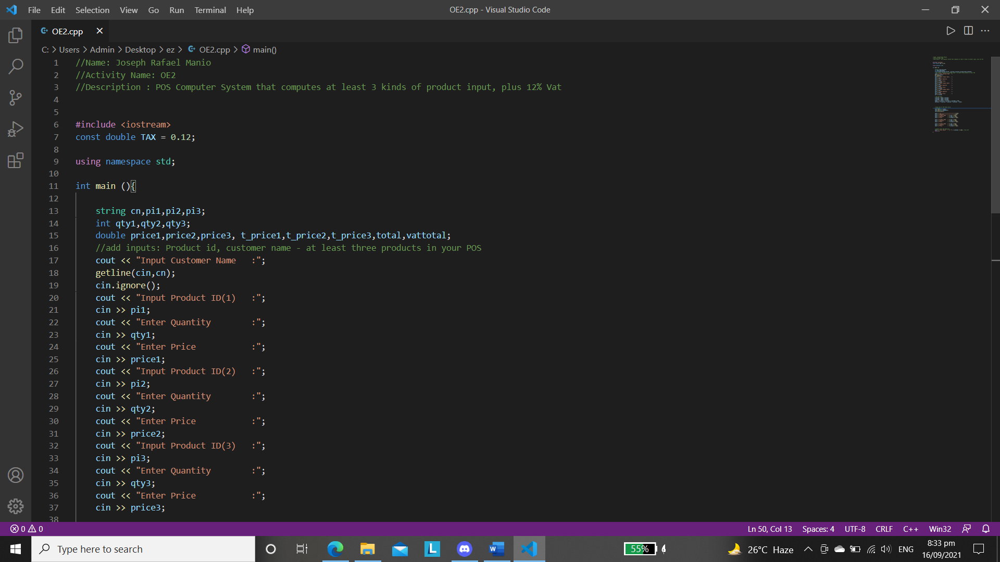 File Edit Selection View Go Run Terminal Help
OE2.cpp - Visual Studio Code
OE2.cpp
C: > Users > Admin > Desktop > ez > OE2.cpp > main()
1 //Name: Joseph Rafael Manio
2 //Activity Name: OE2
3 //Description : POS Computer System that computes at least 3 kinds of product input, plus 12% Vat
4
5
6 #include <iostream>
7 const double TAX = 0.12;
8
9 using namespace std;
10
11 int main (){
12
13 string cn,pi1,pi2,pi3;
14 int qty1,qty2,qty3;
15 double price1,price2,price3, t_price1,t_price2,t_price3,total,vattotal;
16 //add inputs: Product id, customer name - at least three products in your POS
17 cout << "Input Customer Name   :";
18 getline(cin,cn);
19 cin.ignore();
20 cout << "Input Product ID(1)   :";
21 cin >> pi1;
22 cout << "Enter Quantity        :";
23 cin >> qty1;
24 cout << "Enter Price           :";
25 cin >> price1;
26 cout << "Input Product ID(2)   :";
27 cin >> pi2;
28 cout << "Enter Quantity        :";
29 cin >> qty2;
30 cout << "Enter Price           :";
31 cin >> price2;
32 cout << "Input Product ID(3)   :";
33 cin >> pi3;
34 cout << "Enter Quantity        :";
35 cin >> qty3;
36 cout << "Enter Price           :";
37 cin >> price3;
38
0 0
Ln 50, Col 13 Spaces: 4 UTF-8 CRLF C++ Win32
Type here to search
55%
26°C Haze
ENG
8:33 pm
16/09/2021